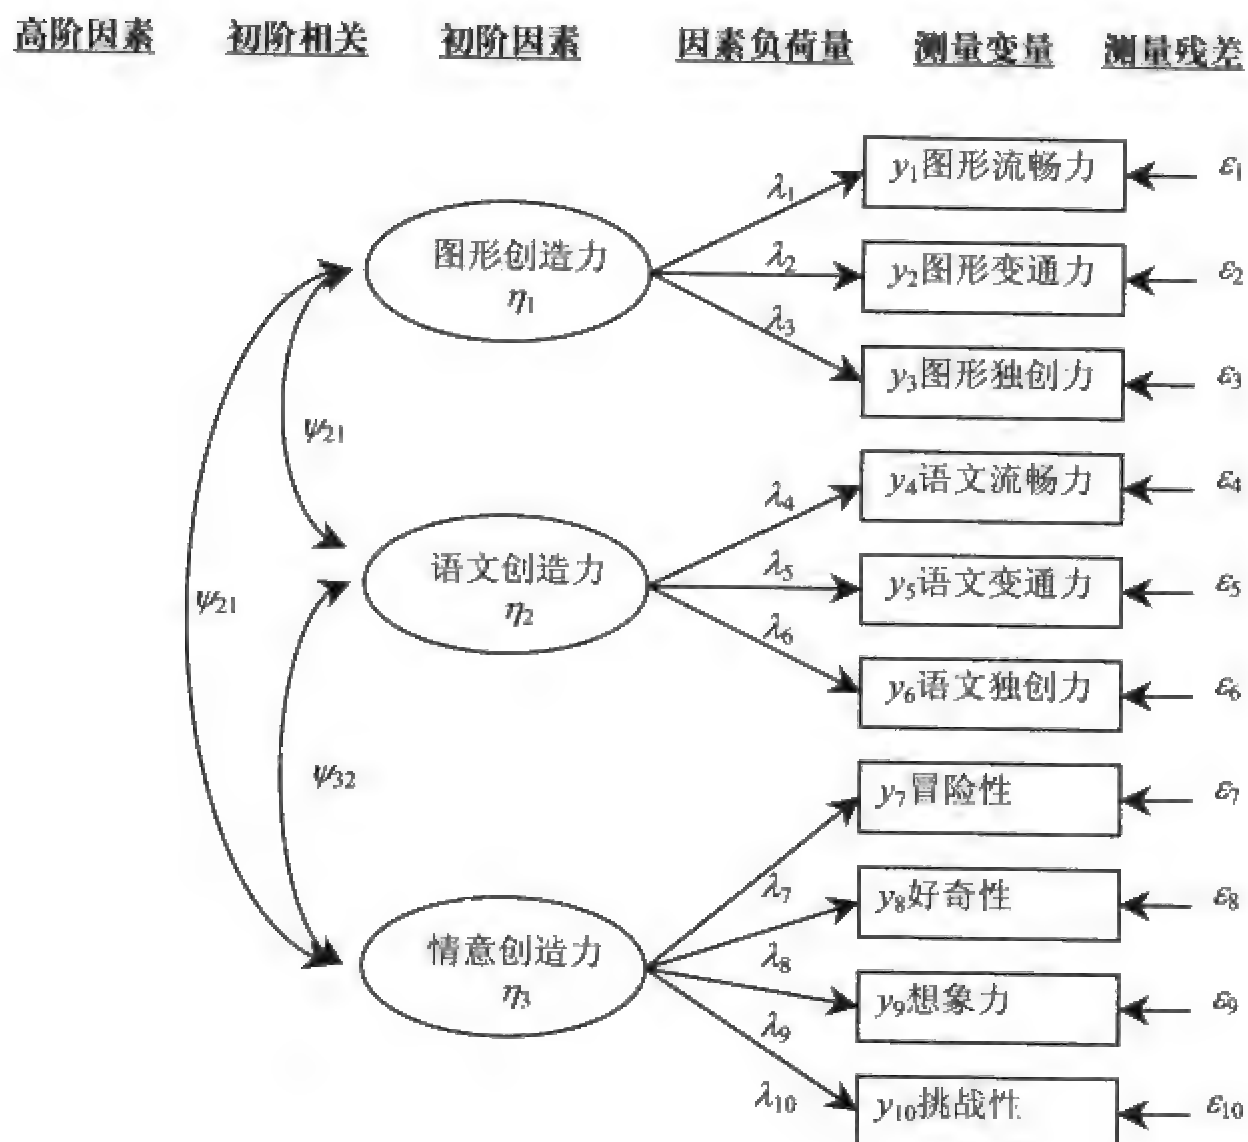 高阶因素 初阶相关 初阶因素 因素负荷量 测量变量 测量残差
λ₁ y₁图形流畅力 ε₁
图形创造力 λ₂ y₂图形变通力 ε₂
η₁
λ₃ y₃图形独创力 ε₃
ψ₂₁
λ₄ y₄语文流畅力 ε₄
语文创造力 λ₅ y₅语文变通力 ε₅
ψ₂₁ η₂
λ₆ y₆语文独创力 ε₆
ψ₃₂ y₇冒险性 ε₇
λ₇ y₈好奇性 ε₈
情意创造力 λ₈
η₃ y₉想象力 ε₉
λ₉
λ₁₀ y₁₀挑战性 ε₁₀